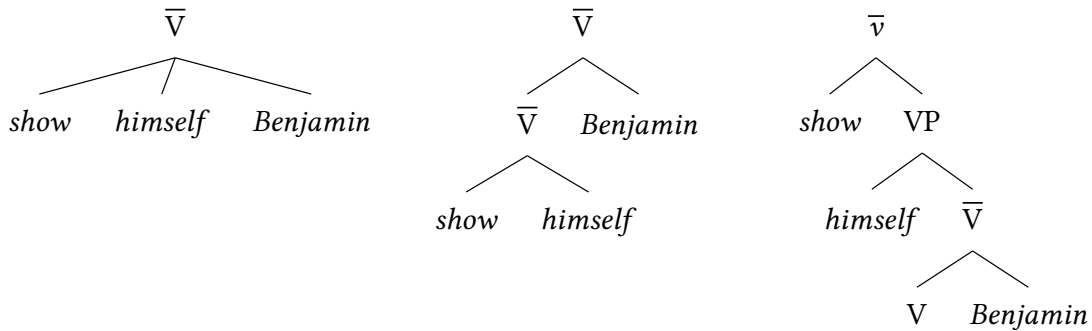 V̅ V̅ v̅
show himself Benjamin V̅ Benjamin show VP
show himself himself V̅
V Benjamin